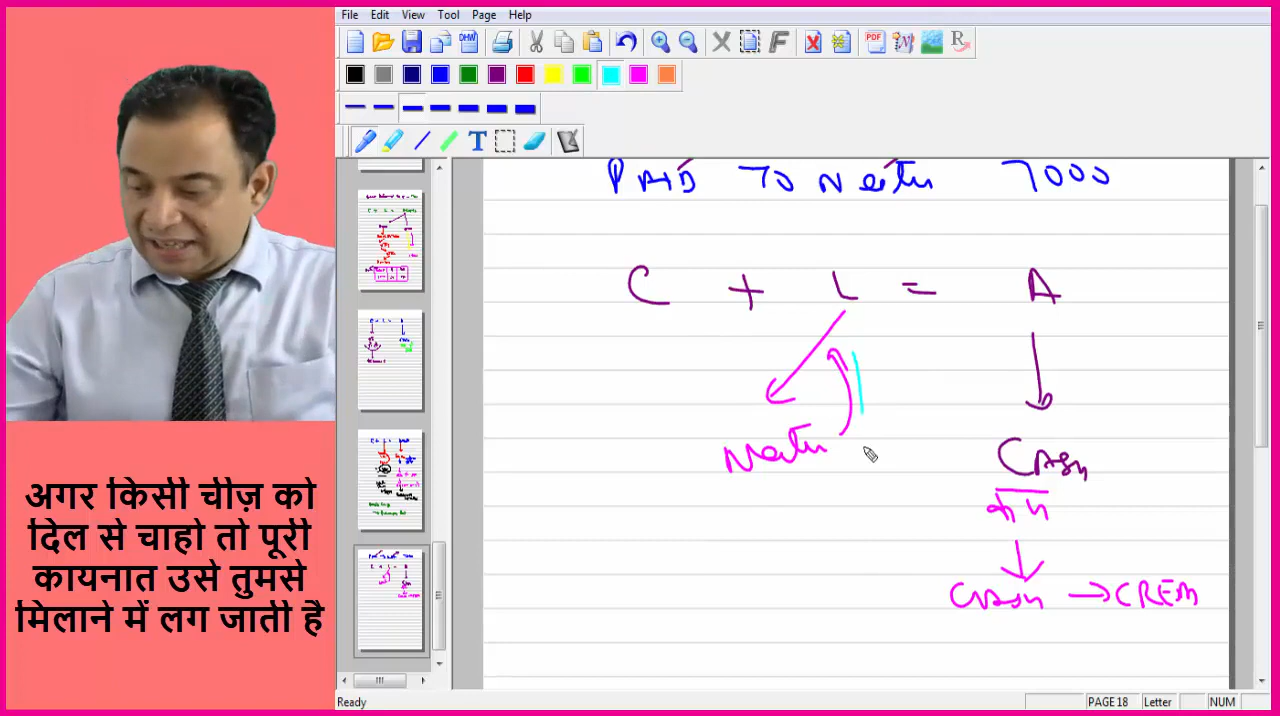 File Edit View Tool Page Help
PAID TO Neetu 7000
C + L = A
Neetu
Cash
कम
Cash → CREDIT
अगर किसी चीज़ को
दिल से चाहो तो पूरी
कायनात उसे तुमसे
मिलाने में लग जाती है
Ready PAGE 18 Letter NUM